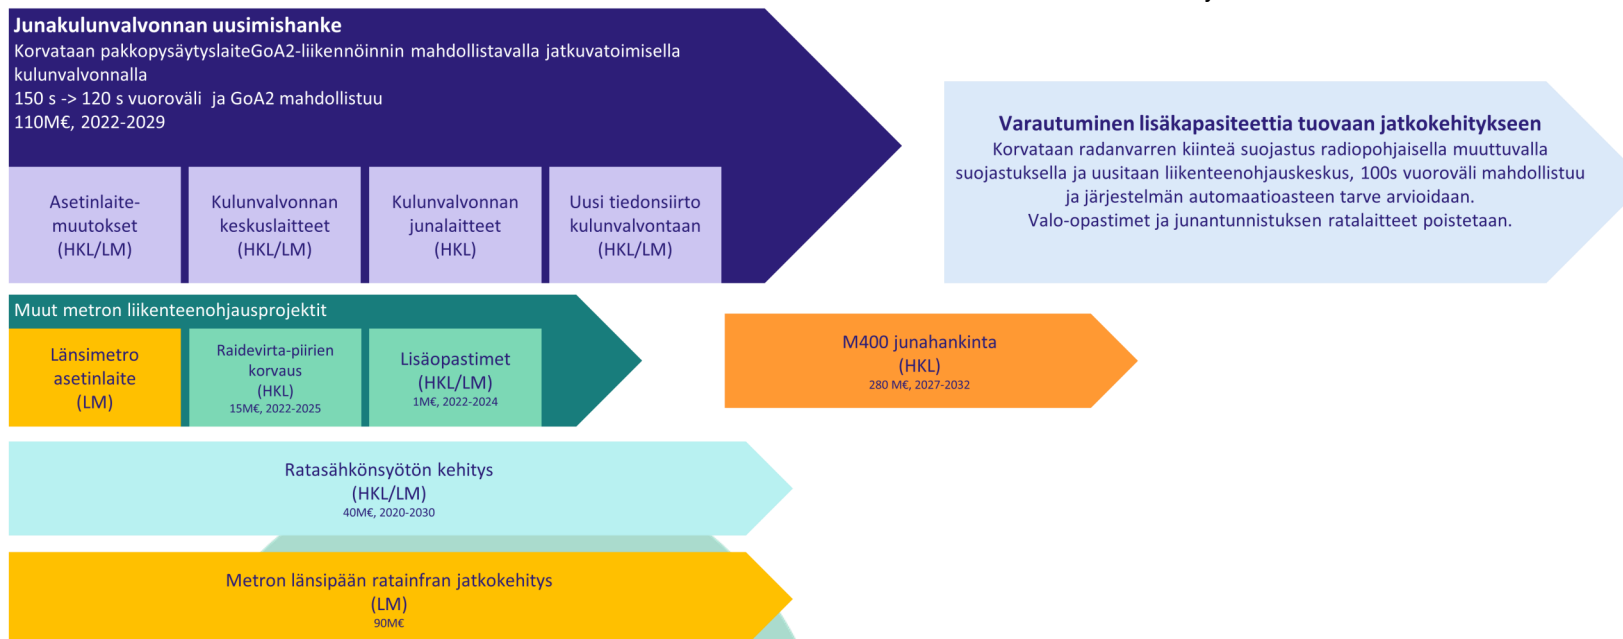 Junakulunvalvonnan uusimishanke
Korvataan pakkopysäytyslaiteGoA2-liikennöinnin mahdollistavalla jatkuvatoimisella
kulunvalvonnalla
150 s -> 120 s vuoroväli ja GoA2 mahdollistuu
110M€, 2022-2029
Asetinlaite-
muutokset
(HKL/LM)
Kulunvalvonnan
keskuslaitteet
(HKL/LM)
Kulunvalvonnan
junalaitteet
(HKL)
Uusi tiedonsiirto
kulunvalvontaan
(HKL/LM)
Varautuminen lisäkapasiteettia tuovaan jatkokehitykseen
Korvataan radanvarren kiinteä suojastus radiopohjaisella muuttuvalla
suojastuksella ja uusitaan liikenteenohjauskeskus, 100s vuoroväli mahdollistuu
ja järjestelmän automaatioasteen tarve arvioidaan.
Valo-opastimet ja junantunnistuksen ratalaitteet poistetaan.
Muut metron liikenteenohjausprojektit
Länsimetro
asetinlaite
(LM)
Raidevirta-piirien
korvaus
(HKL)
15M€, 2022-2025
Lisäopastimet
(HKL/LM)
1M€, 2022-2024
M400 junahankinta
(HKL)
280 M€, 2027-2032
Ratasähkönsyötön kehitys
(HKL/LM)
40M€, 2020-2030
Metron länsipään ratainfran jatkokehitys
(LM)
90M€